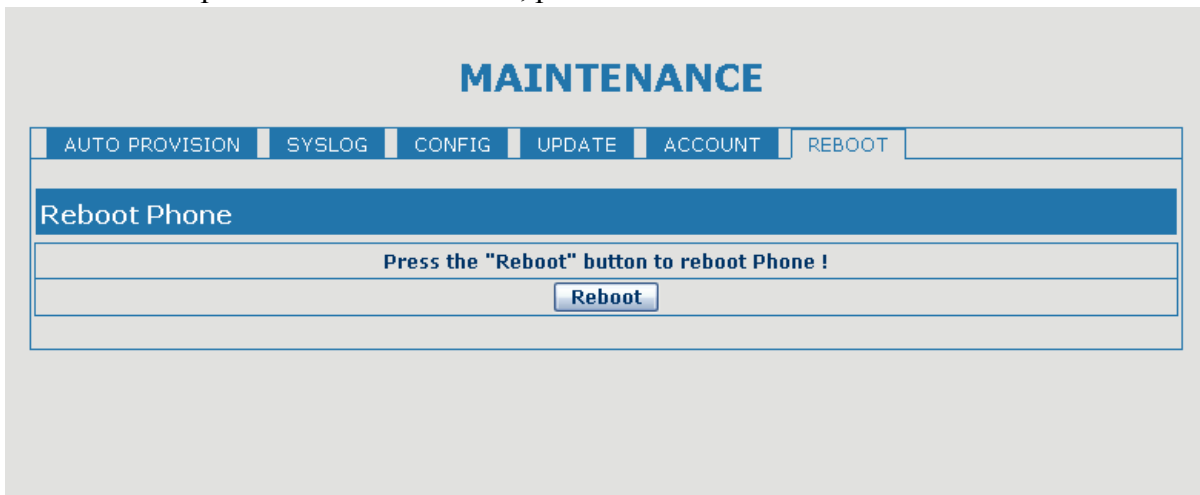 MAINTENANCE
AUTO PROVISION SYSLOG CONFIG UPDATE ACCOUNT REBOOT
Reboot Phone
Press the "Reboot" button to reboot Phone !
Reboot